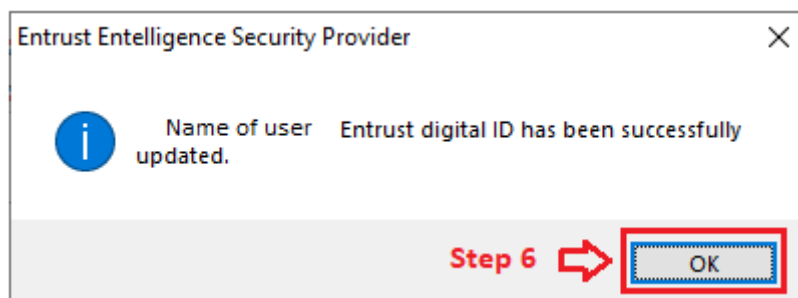 Entrust Entelligence Security Provider
Name of user Entrust digital ID has been successfully
updated.
Step 6 OK